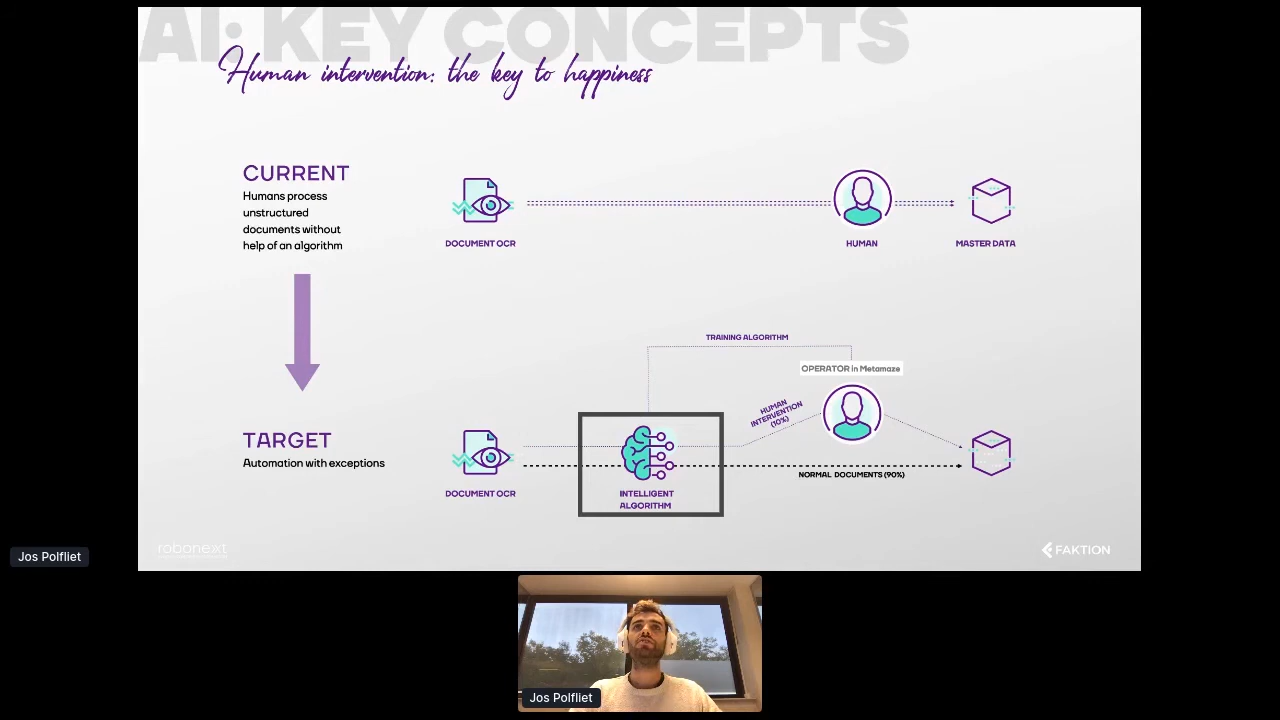 AI: KEY CONCEPTS
Human intervention: the key to happiness
CURRENT
Humans process
unstructured
documents without
help of an algorithm
DOCUMENT OCR
HUMAN
MASTER DATA
TRAINING ALGORITHM
OPERATOR in Metamaze
HUMAN
INTERVENTION
(10%)
TARGET
Automation with exceptions
DOCUMENT OCR
INTELLIGENT
ALGORITHM
NORMAL DOCUMENTS (90%)
robonext
FAKTION
Jos Polfliet
Jos Polfliet